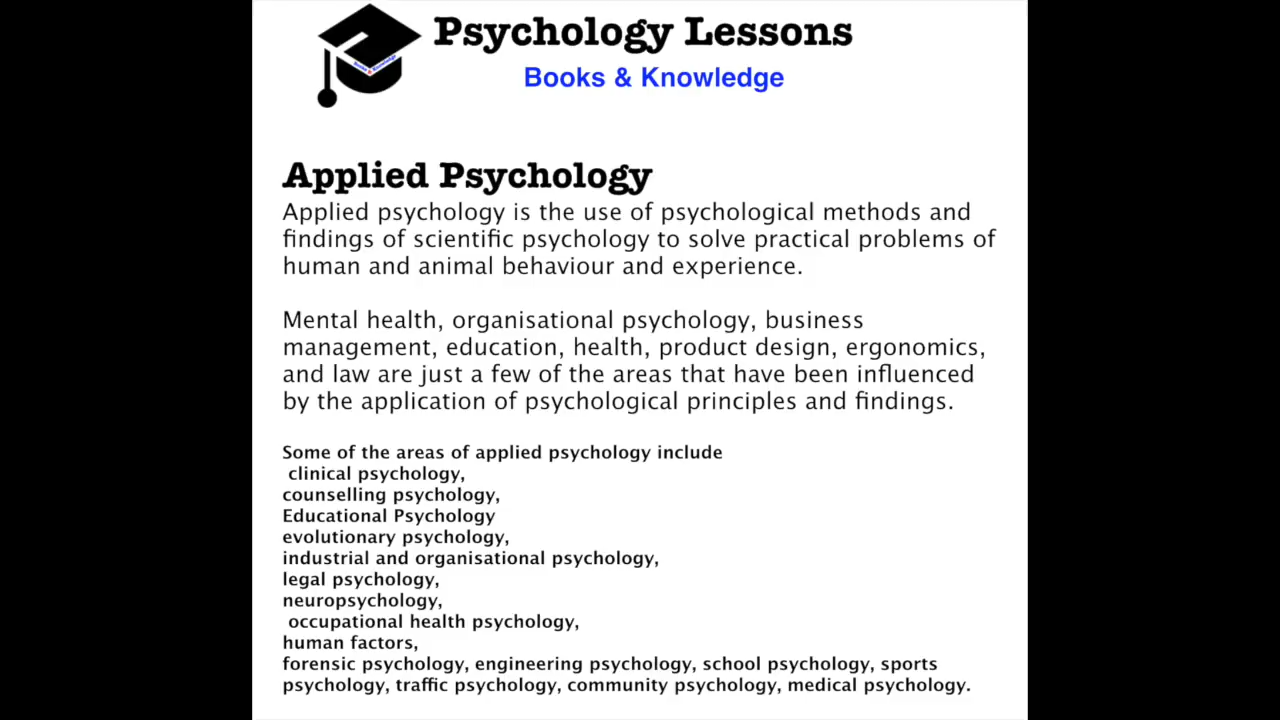 Psychology Lessons
Books & Knowledge
Books & Knowledge
Applied Psychology
Applied psychology is the use of psychological methods and
findings of scientific psychology to solve practical problems of
human and animal behaviour and experience.
Mental health, organisational psychology, business
management, education, health, product design, ergonomics,
and law are just a few of the areas that have been influenced
by the application of psychological principles and findings.
Some of the areas of applied psychology include
clinical psychology,
counselling psychology,
Educational Psychology
evolutionary psychology,
industrial and organisational psychology,
legal psychology,
neuropsychology,
occupational health psychology,
human factors,
forensic psychology, engineering psychology, school psychology, sports
psychology, traffic psychology, community psychology, medical psychology.